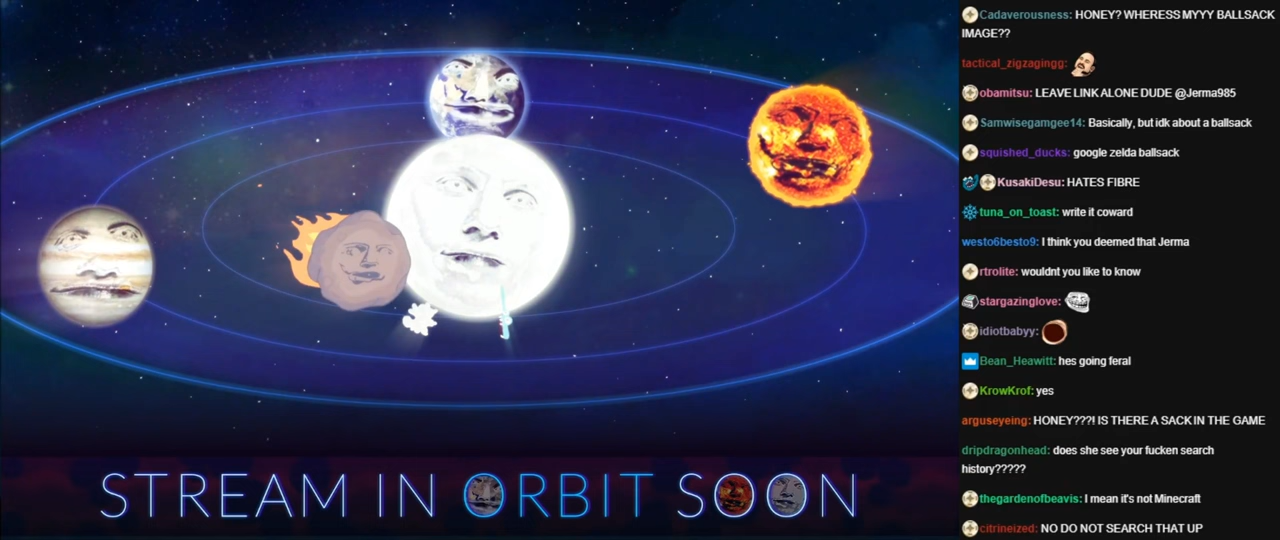 Cadaverousness: HONEY? WHERESS MYYY BALLSACK
IMAGE??
tactical_zigzagingg:
obamitsu: LEAVE LINK ALONE DUDE @Jerma985
Samwisegamgee14: Basically, but idk about a ballsack
squished_ducks: google zelda ballsack
KusakiDesu: HATES FIBRE
tuna_on_toast: write it coward
westo6besto9: I think you deemed that Jerma
rtrolite: wouldnt you like to know
stargazinglove:
idiotbabyy:
Bean_Heawitt: hes going feral
KrowKrof: yes
arguseyeing: HONEY???! IS THERE A SACK IN THE GAME
dripdragonhead: does she see your fucken search
history?????
thegardenofbeavis: I mean it's not Minecraft
citrineized: NO DO NOT SEARCH THAT UP
STREAM IN ORBIT SOON